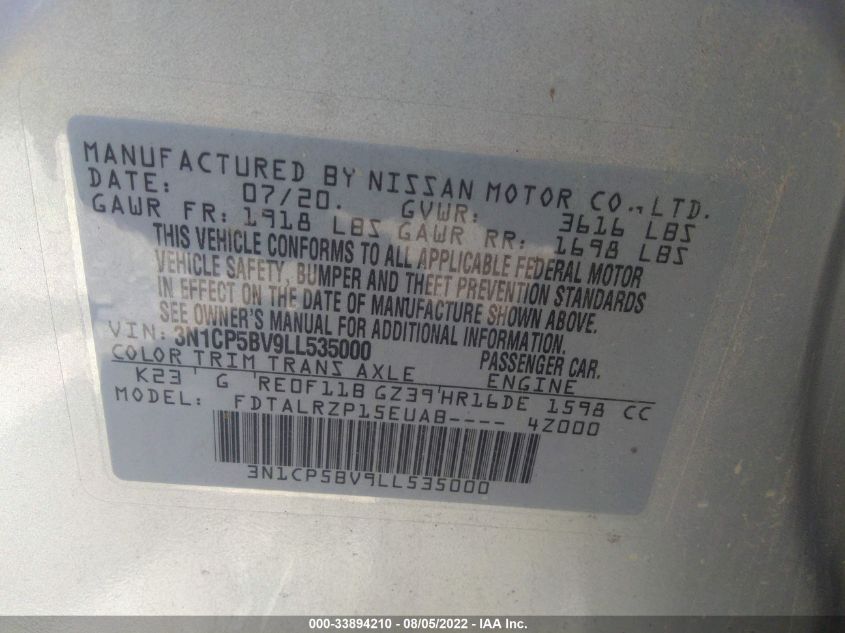 MANUFACTURED BY NISSAN MOTOR CO., LTD.
DATE: 07/20. GVWR: 3616 LBS
GAWR FR: 1918 LBS GAWR RR: 1698 LBS
THIS VEHICLE CONFORMS TO ALL APPLICABLE FEDERAL MOTOR
VEHICLE SAFETY, BUMPER AND THEFT PREVENTION STANDARDS
IN EFFECT ON THE DATE OF MANUFACTURE SHOWN ABOVE.
SEE OWNER'S MANUAL FOR ADDITIONAL INFORMATION.
VIN: 3N1CP5BV9LL535000 PASSENGER CAR.
COLOR TRIM TRANS AXLE ENGINE
K23 G RE0F11B GZ39 HR16DE 1598 CC
MODEL: FDTALRZP15EUAB---- 4Z000
3N1CP5BV9LL535000
000-33894210 - 08/05/2022 - IAA Inc.